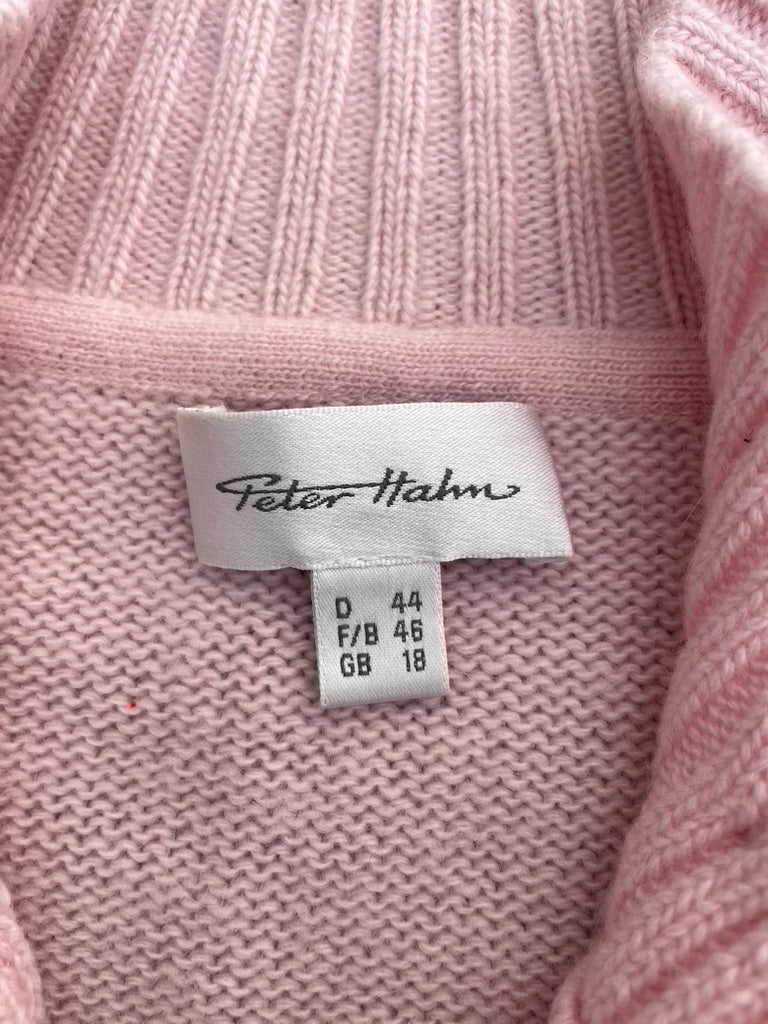 Peter Hahn
D 44
F/B 46
GB 18